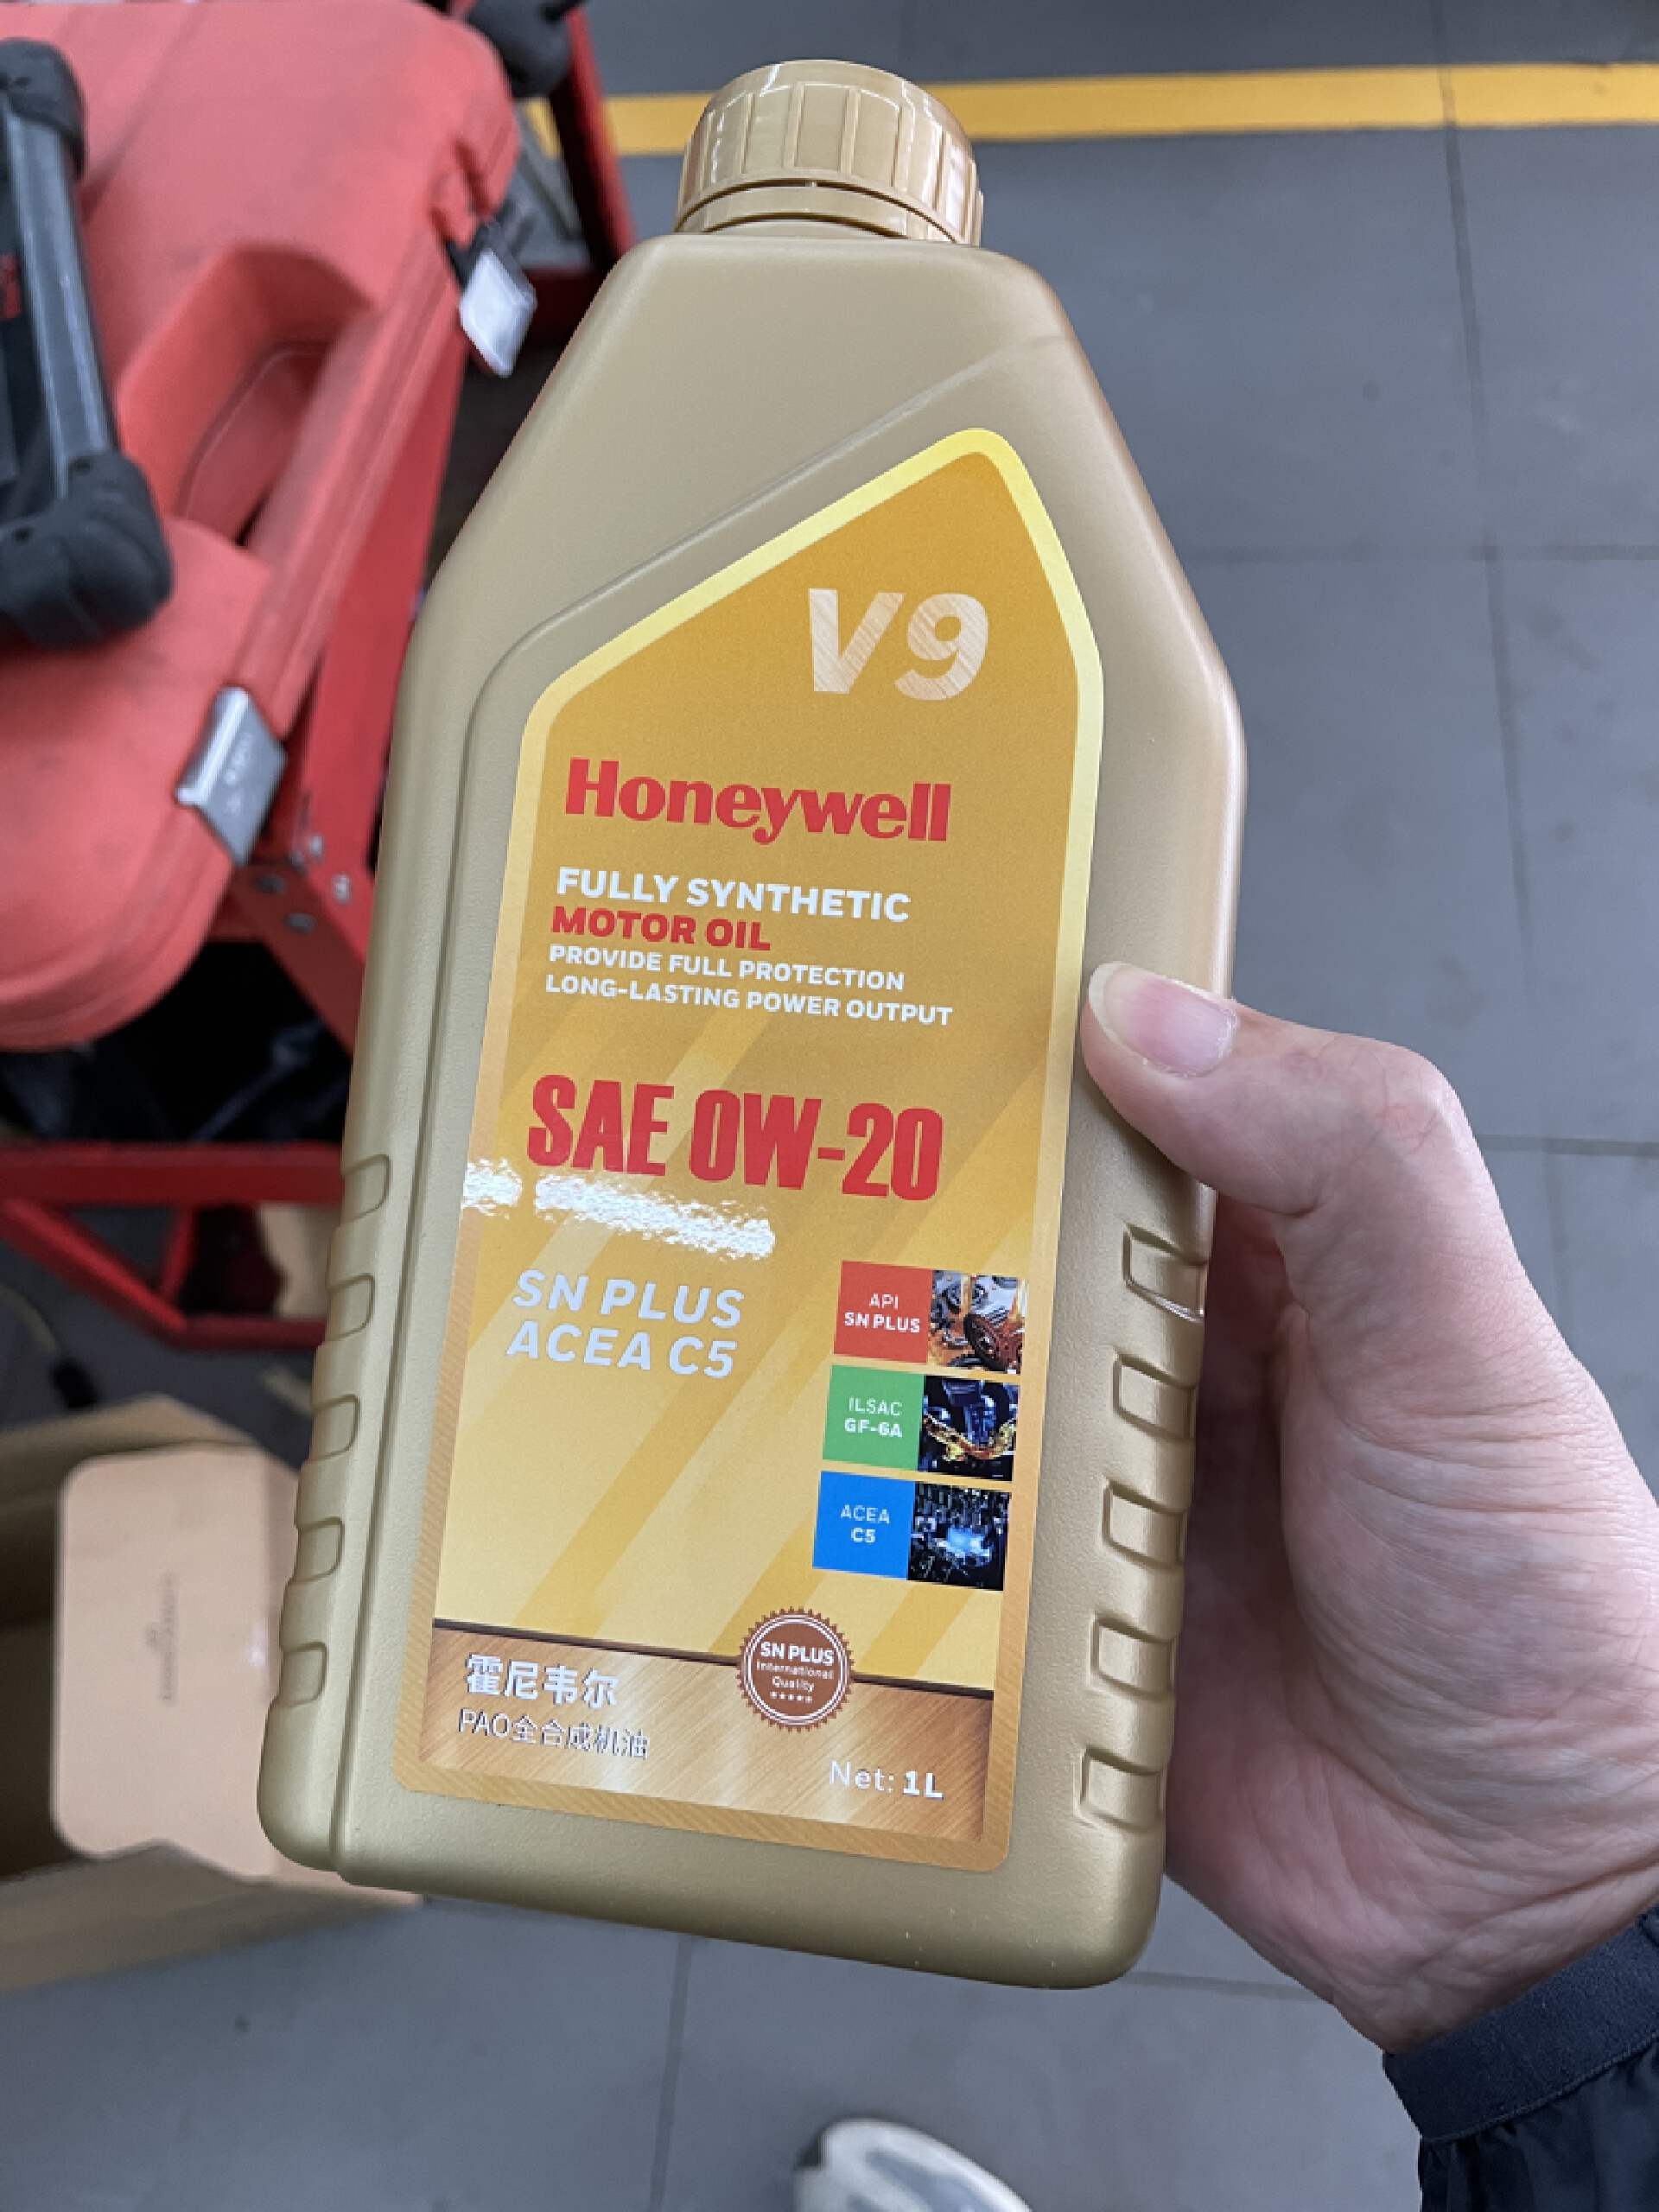 V9
Honeywell
FULLY SYNTHETIC
MOTOR OIL
PROVIDE FULL PROTECTION
LONG-LASTING POWER OUTPUT
SAE 0W-20
SN PLUS
ACEA C5
API
SN PLUS
ILSAC
GF-6A
ACEA
C5
SN PLUS
International
Quality
霍尼韦尔
PAO全合成机油
Net: 1L